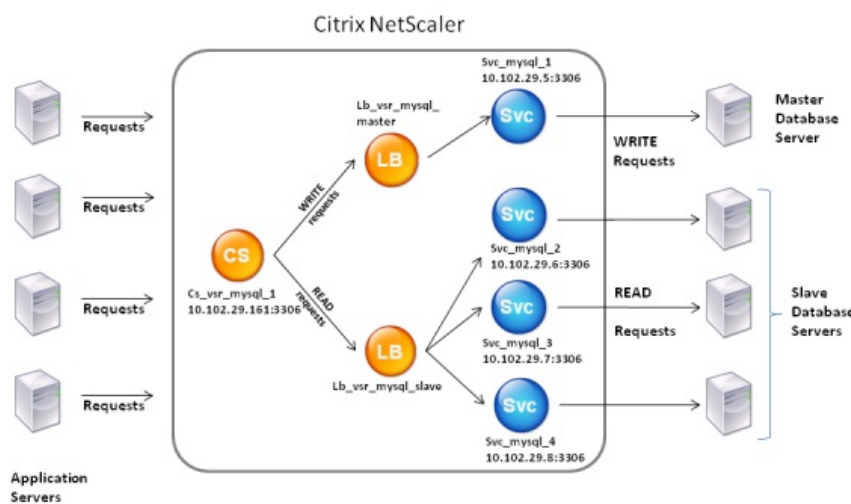 Citrix NetScaler
Requests
Requests
Requests
Requests
Application
Servers
CS
Cs_vsr_mysql_1
10.102.29.161:3306
WRITE
requests
READ
requests
Lb_vsr_mysql_
master
LB
LB
Lb_vsr_mysql_slave
Svc_mysql_1
10.102.29.5:3306
Svc
Svc
Svc_mysql_2
10.102.29.6:3306
Svc
Svc_mysql_3
10.102.29.7:3306
Svc
Svc_mysql_4
10.102.29.8:3306
WRITE
Requests
READ
Requests
Master
Database
Server
Slave
Database
Servers